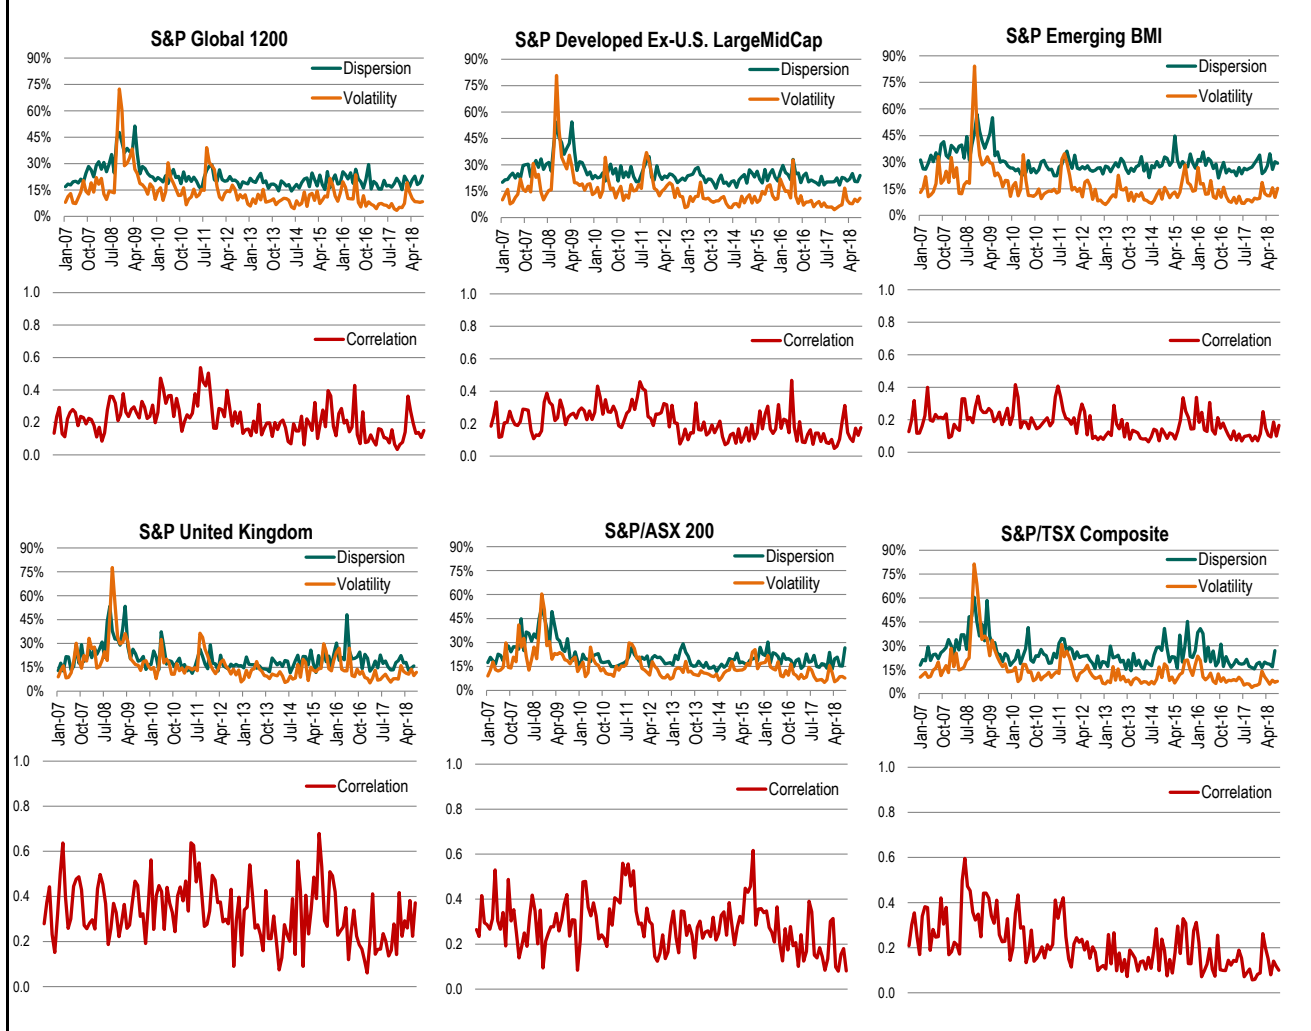 S&P Global 1200
90%
75%
60%
45%
30%
15%
0%
Dispersion
Volatility
Jan-07
Oct-07
Jul-08
Apr-09
Jan-10
Oct-10
Jul-11
Apr-12
Jan-13
Oct-13
Jul-14
Apr-15
Jan-16
Oct-16
Jul-17
Apr-18
1.0
0.8
0.6
0.4
0.2
0.0
Correlation
S&P Developed Ex-U.S. LargeMidCap
90%
75%
60%
45%
30%
15%
0%
Dispersion
Volatility
Jan-07
Oct-07
Jul-08
Apr-09
Jan-10
Oct-10
Jul-11
Apr-12
Jan-13
Oct-13
Jul-14
Apr-15
Jan-16
Oct-16
Jul-17
Apr-18
1.0
0.8
0.6
0.4
0.2
0.0
Correlation
S&P Emerging BMI
90%
75%
60%
45%
30%
15%
0%
Dispersion
Volatility
Jan-07
Oct-07
Jul-08
Apr-09
Jan-10
Oct-10
Jul-11
Apr-12
Jan-13
Oct-13
Jul-14
Apr-15
Jan-16
Oct-16
Jul-17
Apr-18
1.0
0.8
0.6
0.4
0.2
0.0
Correlation
S&P United Kingdom
90%
75%
60%
45%
30%
15%
0%
Dispersion
Volatility
Jan-07
Oct-07
Jul-08
Apr-09
Jan-10
Oct-10
Jul-11
Apr-12
Jan-13
Oct-13
Jul-14
Apr-15
Jan-16
Oct-16
Jul-17
Apr-18
1.0
0.8
0.6
0.4
0.2
0.0
Correlation
S&P/ASX 200
90%
75%
60%
45%
30%
15%
0%
Dispersion
Volatility
Jan-07
Oct-07
Jul-08
Apr-09
Jan-10
Oct-10
Jul-11
Apr-12
Jan-13
Oct-13
Jul-14
Apr-15
Jan-16
Oct-16
Jul-17
Apr-18
1.0
0.8
0.6
0.4
0.2
0.0
Correlation
S&P/TSX Composite
90%
75%
60%
45%
30%
15%
0%
Dispersion
Volatility
Jan-07
Oct-07
Jul-08
Apr-09
Jan-10
Oct-10
Jul-11
Apr-12
Jan-13
Oct-13
Jul-14
Apr-15
Jan-16
Oct-16
Jul-17
Apr-18
1.0
0.8
0.6
0.4
0.2
0.0
Correlation